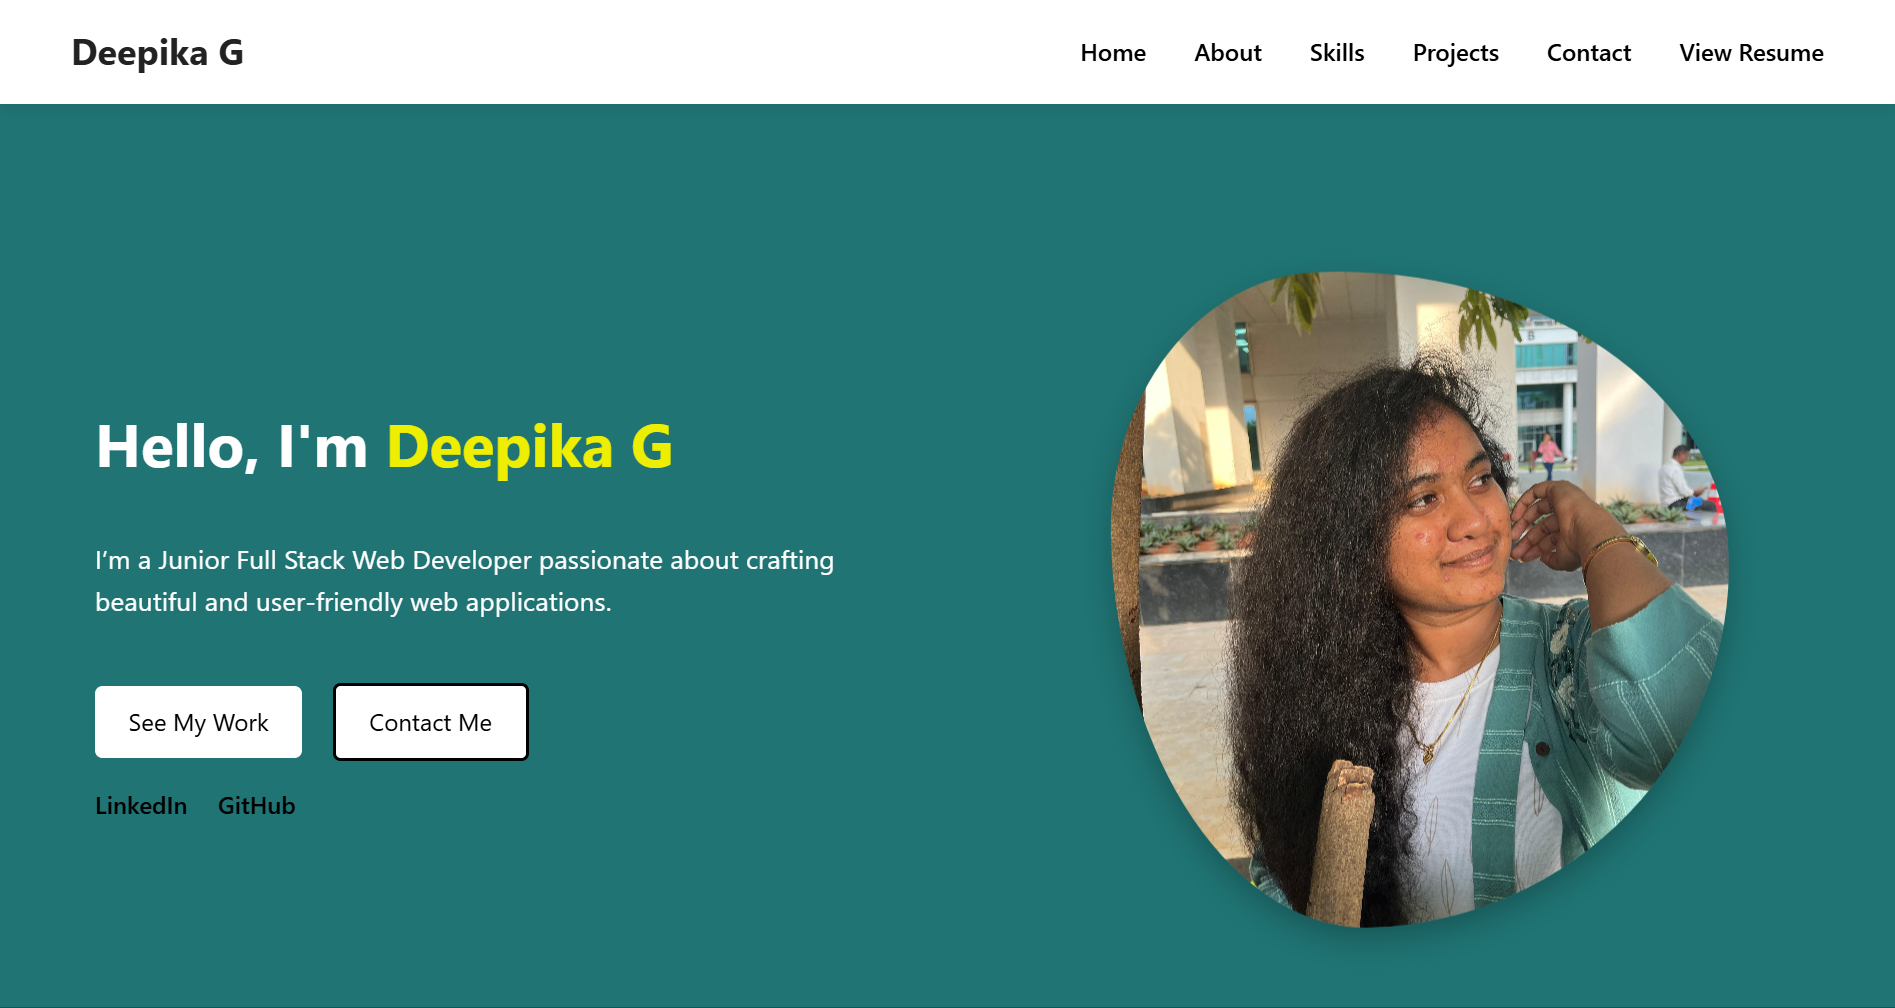 Deepika G
Home About Skills Projects Contact View Resume
Hello, I'm Deepika G
I’m a Junior Full Stack Web Developer passionate about crafting
beautiful and user-friendly web applications.
See My Work Contact Me
LinkedIn GitHub